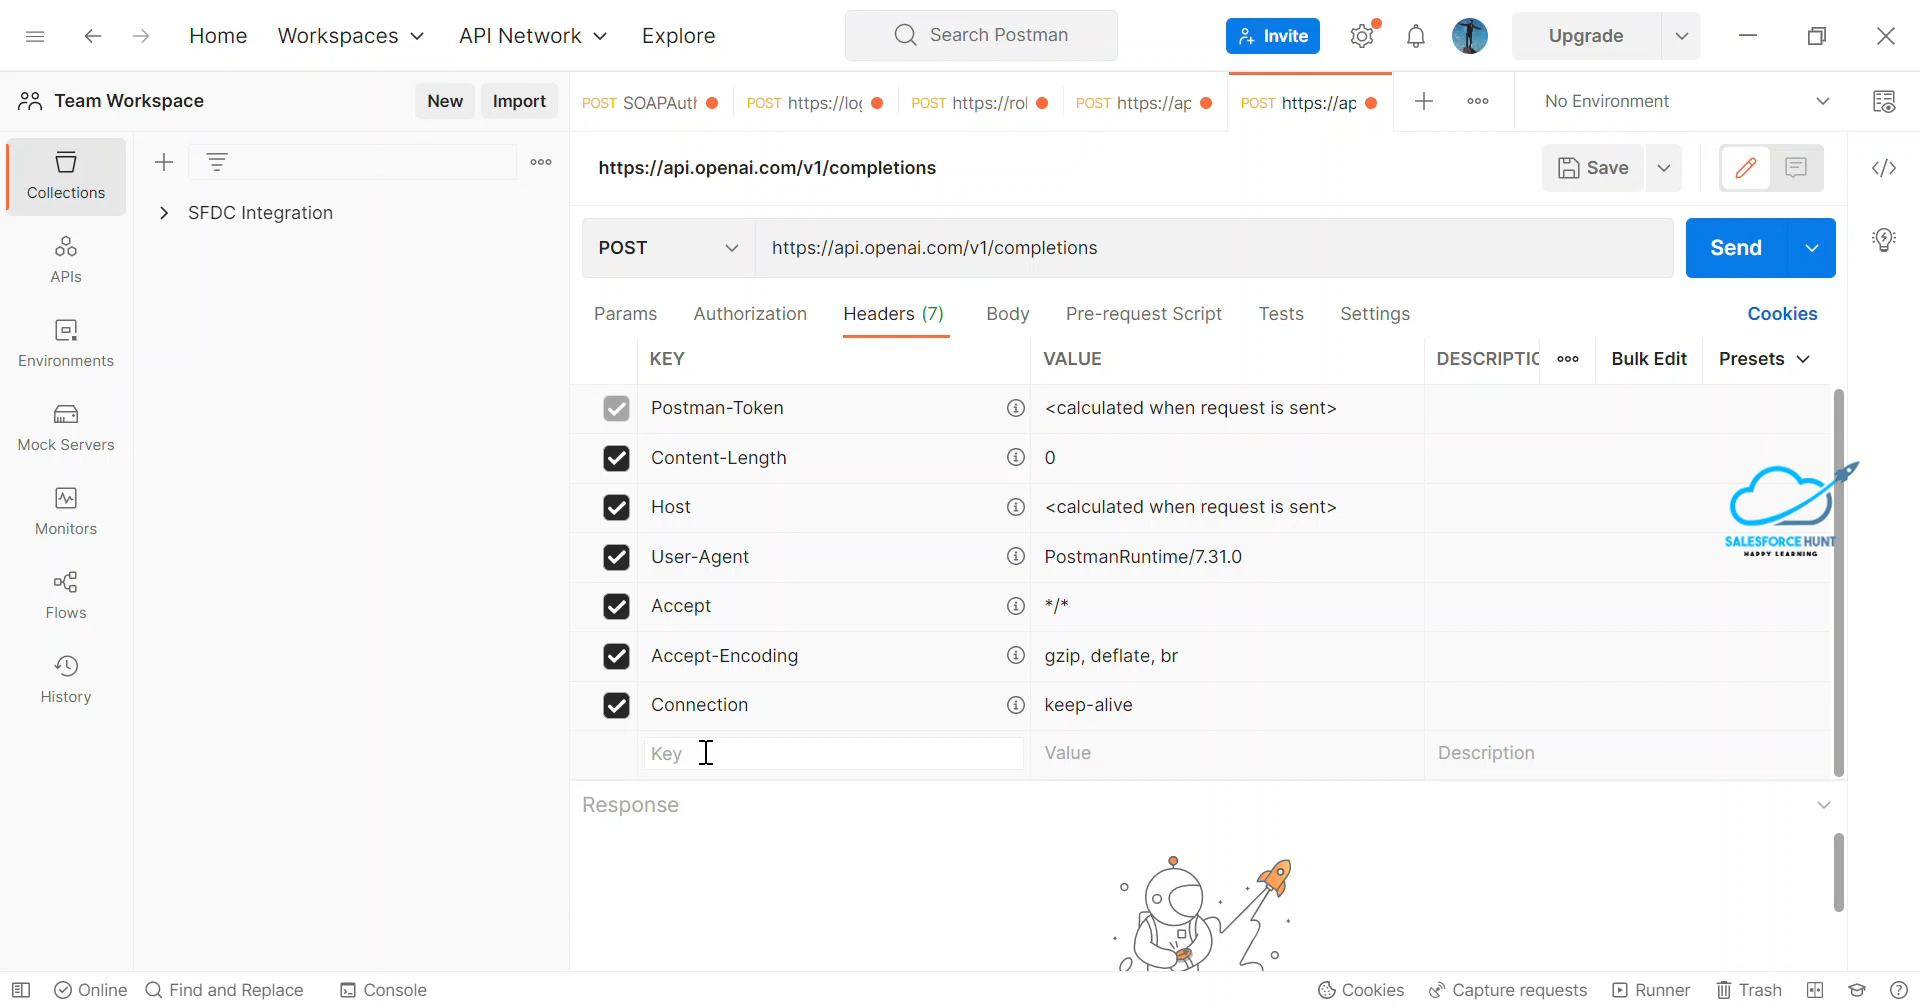 Home Workspaces API Network Explore Search Postman Invite Upgrade
Team Workspace New Import
POST SOAPAuth POST https://log POST https://rol POST https://ap POST https://ap No Environment
Collections
SFDC Integration
APIs
Environments
Mock Servers
Monitors
Flows
History
https://api.openai.com/v1/completions Save
POST https://api.openai.com/v1/completions Send
Params Authorization Headers (7) Body Pre-request Script Tests Settings Cookies
KEY VALUE DESCRIPTIO Bulk Edit Presets
Postman-Token <calculated when request is sent>
Content-Length 0
Host <calculated when request is sent>
User-Agent PostmanRuntime/7.31.0
Accept */*
Accept-Encoding gzip, deflate, br
Connection keep-alive
Key Value Description
SALESFORCE HUNT
HAPPY LEARNING
Response
Online Find and Replace Console Cookies Capture requests Runner Trash